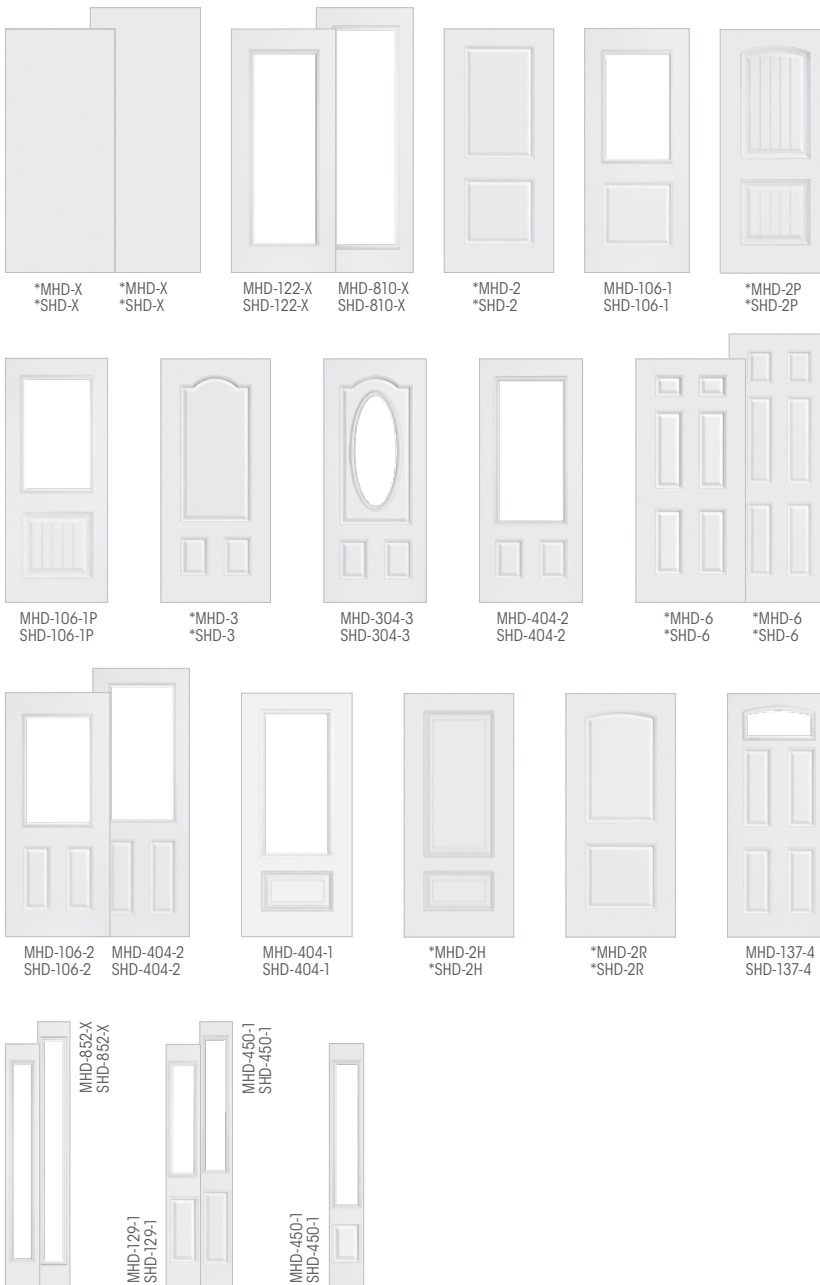 *MHD-X
*SHD-X
*MHD-X
*SHD-X
MHD-122-X
SHD-122-X
MHD-810-X
SHD-810-X
*MHD-2
*SHD-2
MHD-106-1
SHD-106-1
*MHD-2P
*SHD-2P
MHD-106-1P
SHD-106-1P
*MHD-3
*SHD-3
MHD-304-3
SHD-304-3
MHD-404-2
SHD-404-2
*MHD-6
*SHD-6
*MHD-6
*SHD-6
MHD-106-2
SHD-106-2
MHD-404-2
SHD-404-2
MHD-404-1
SHD-404-1
*MHD-2H
*SHD-2H
*MHD-2R
*SHD-2R
MHD-137-4
SHD-137-4
MHD-852-X
SHD-852-X
MHD-129-1
SHD-129-1
MHD-450-1
SHD-450-1
MHD-450-1
SHD-450-1